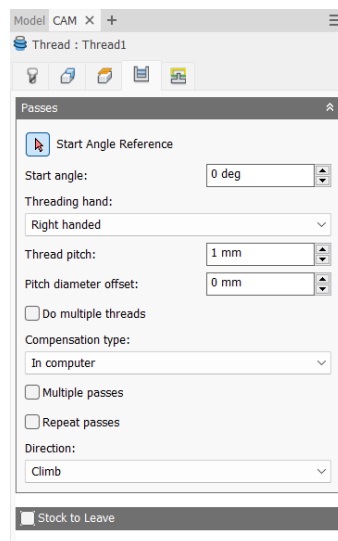 Model CAM × +
Thread : Thread1
Passes
Start Angle Reference
Start angle: 0 deg
Threading hand:
Right handed
Thread pitch: 1 mm
Pitch diameter offset: 0 mm
Do multiple threads
Compensation type:
In computer
Multiple passes
Repeat passes
Direction:
Climb
Stock to Leave